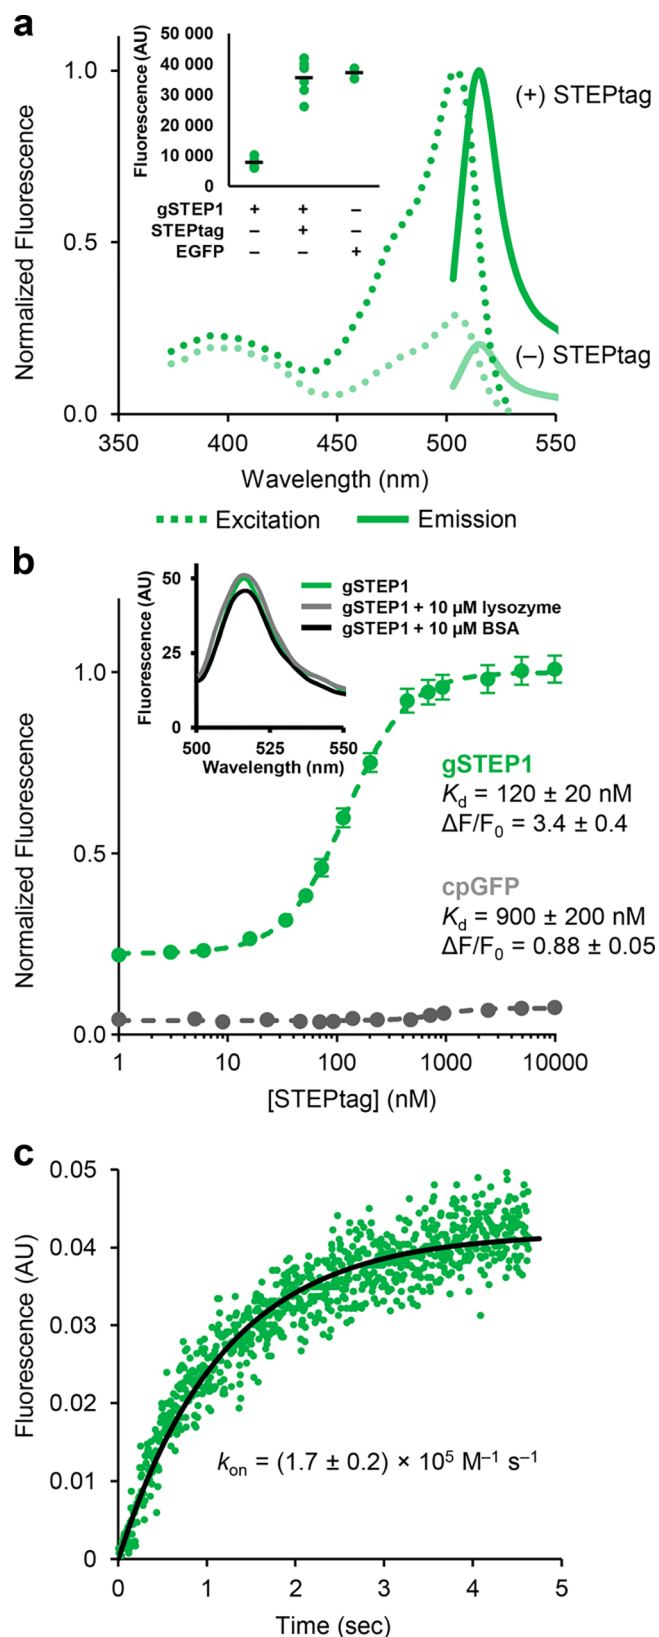 a
50 000
40 000
30 000
20 000
10 000
0
Fluorescence (AU)
gSTEP1 + + –
STEPtag – + –
EGFP – – +
1.0
0.5
0.0
Normalized Fluorescence
(+) STEPtag
(–) STEPtag
350 400 450 500 550
Wavelength (nm)
Excitation Emission
b
50
25
0
Fluorescence (AU)
500 525 550
Wavelength (nm)
gSTEP1
gSTEP1 + 10 µM lysozyme
gSTEP1 + 10 µM BSA
1.0
0.5
0.0
Normalized Fluorescence
gSTEP1
Kd = 120 ± 20 nM
ΔF/F0 = 3.4 ± 0.4
cpGFP
Kd = 900 ± 200 nM
ΔF/F0 = 0.88 ± 0.05
1 10 100 1000 10000
[STEPtag] (nM)
c
0.05
0.04
0.03
0.02
0.01
0
Fluorescence (AU)
kon = (1.7 ± 0.2) × 10⁵ M⁻¹ s⁻¹
0 1 2 3 4 5
Time (sec)